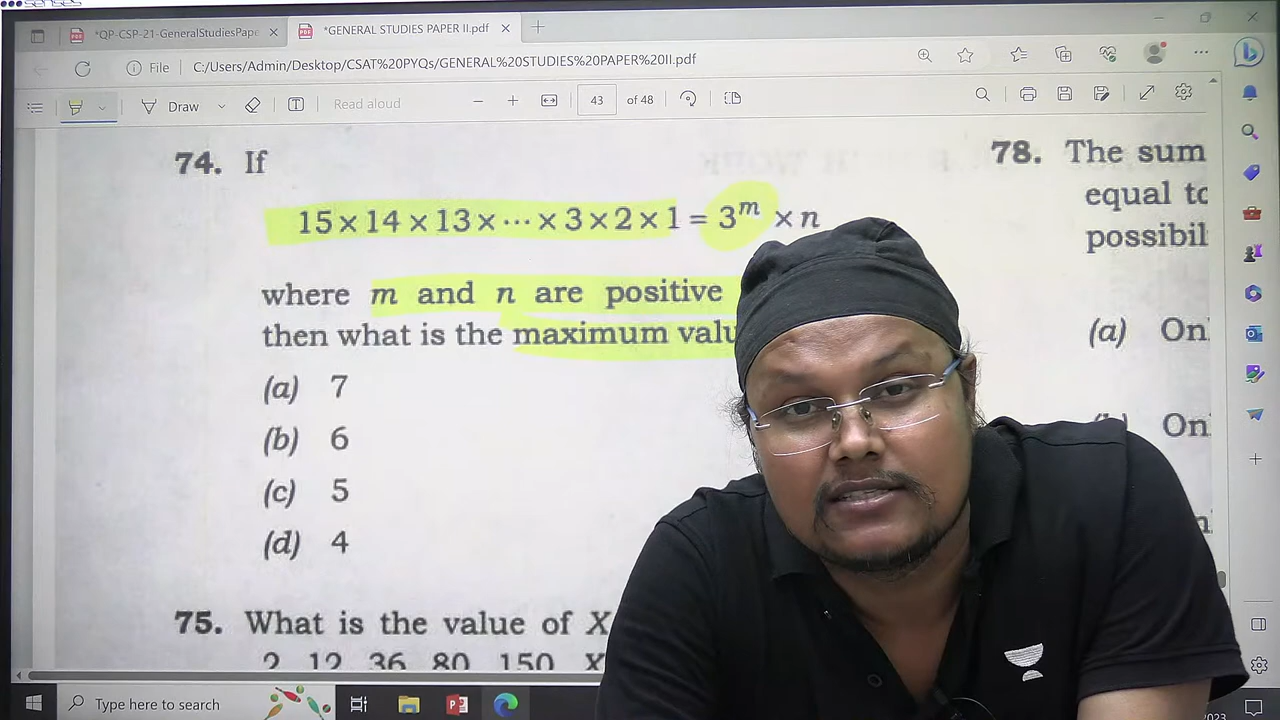 *QP-CSP-21-GeneralStudiesPape
*GENERAL STUDIES PAPER II.pdf
File C:/Users/Admin/Desktop/CSAT%20PYQs/GENERAL%20STUDIES%20PAPER%20II.pdf
Draw Read aloud 43 of 48
74. If
15 × 14 × 13 × ··· × 3 × 2 × 1 = 3^m × n
where m and n are positive
then what is the maximum valu
(a) 7
(b) 6
(c) 5
(d) 4
75. What is the value of X
2 12 36 80 150 X
78. The sum
equal to
possibil
(a) Onl
Onl
Type here to search